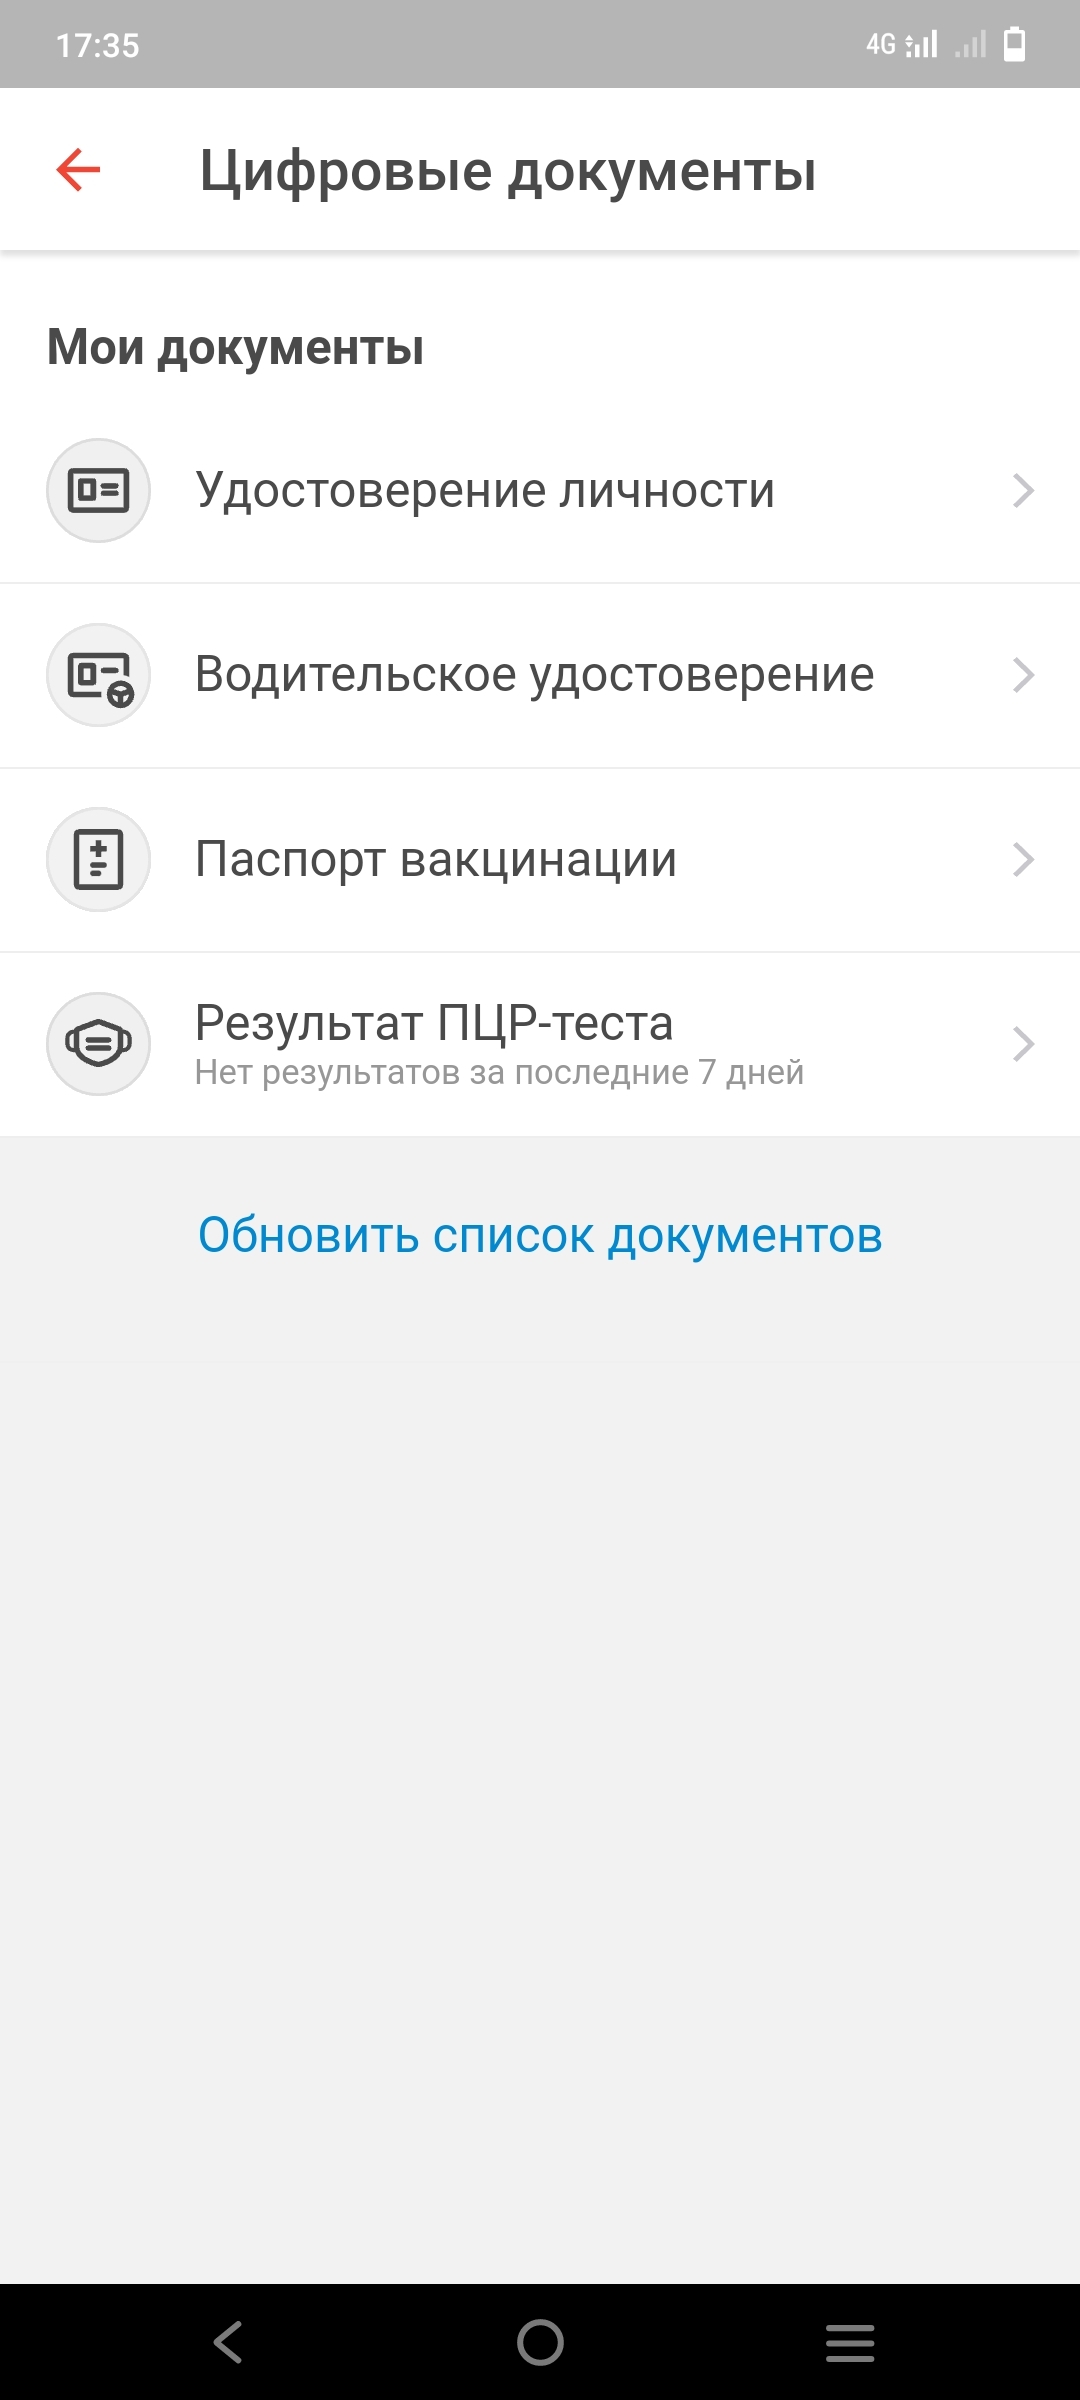 17:35
4G
Цифровые документы
Мои документы
Удостоверение личности
Водительское удостоверение
Паспорт вакцинации
Результат ПЦР-теста
Нет результатов за последние 7 дней
Обновить список документов